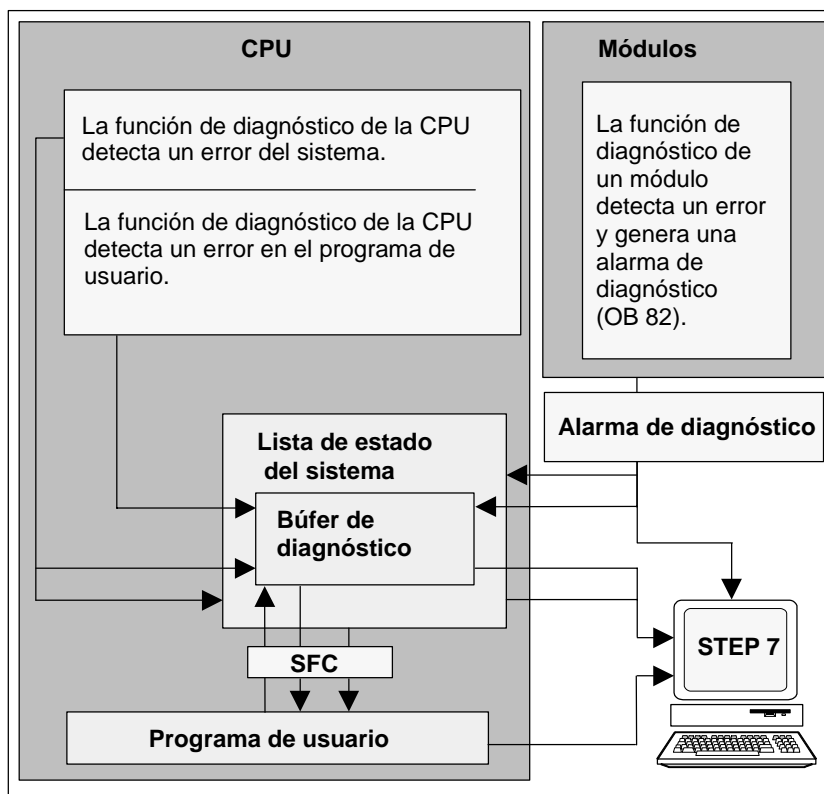 CPU
La función de diagnóstico de la CPU
detecta un error del sistema.
La función de diagnóstico de la CPU
detecta un error en el programa de
usuario.
Módulos
La función de
diagnóstico de
un módulo
detecta un error
y genera una
alarma de
diagnóstico
(OB 82).
Alarma de diagnóstico
Lista de estado
del sistema
Búfer de
diagnóstico
SFC
Programa de usuario
STEP 7